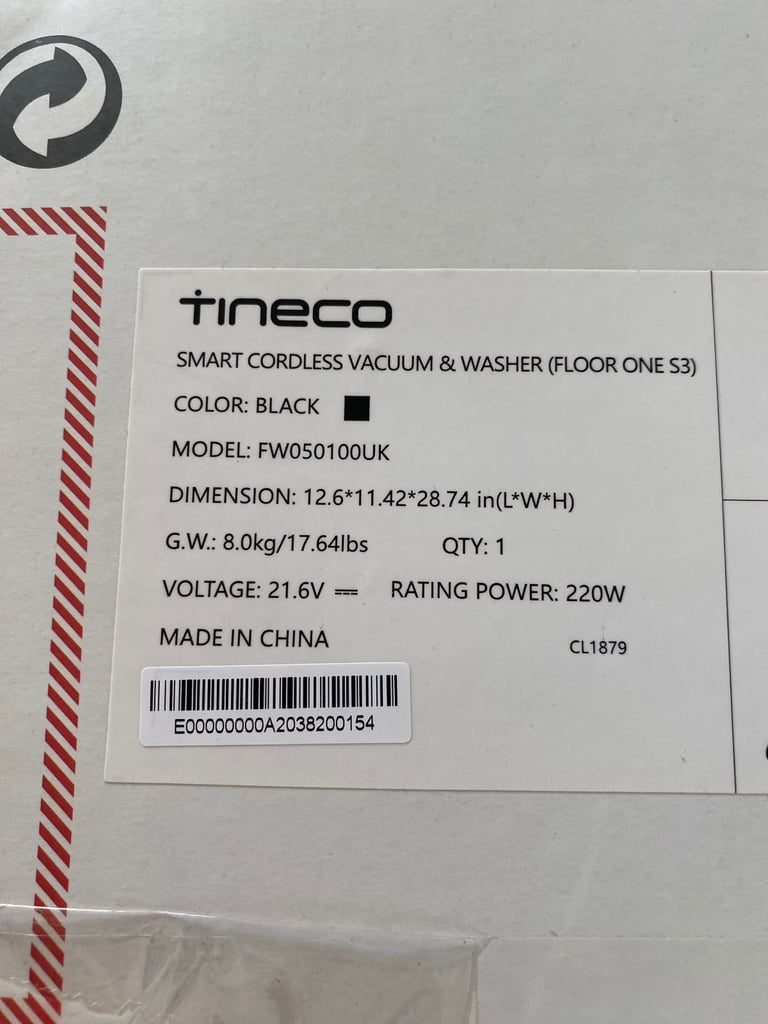 TINECO
SMART CORDLESS VACUUM & WASHER (FLOOR ONE S3)
COLOR: BLACK
MODEL: FW050100UK
DIMENSION: 12.6*11.42*28.74 in(L*W*H)
G.W.: 8.0kg/17.64lbs QTY: 1
VOLTAGE: 21.6V RATING POWER: 220W
MADE IN CHINA
CL1879
E00000000A2038200154